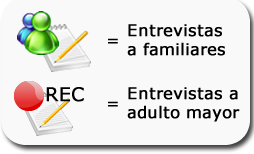 = Entrevistas
a familiares
REC = Entrevistas a
adulto mayor